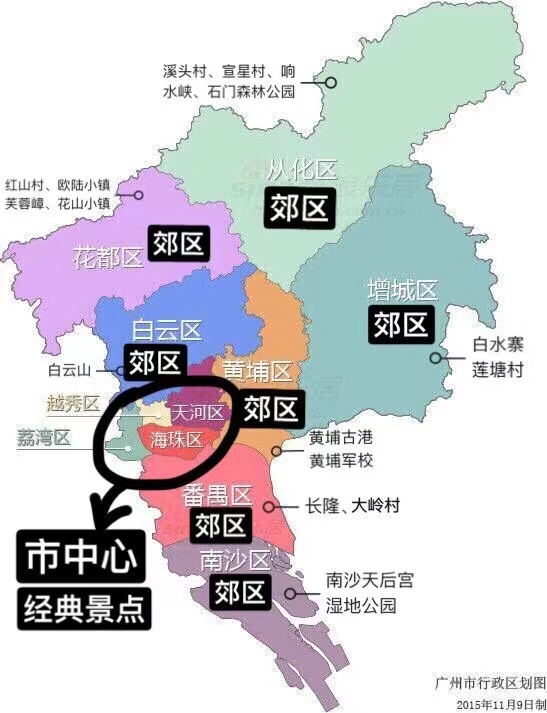 溪头村、宣星村、响
水峡、石门森林公园
从化区
郊区
红山村、欧陆小镇
芙蓉嶂、花山小镇
花都区
郊区
增城区
郊区
白云区
郊区
白水寨
莲塘村
白云山
黄埔区
郊区
越秀区
天河区
荔湾区
海珠区
黄埔古港
黄埔军校
番禺区
郊区
长隆、大岭村
市中心
经典景点
南沙区
郊区
南沙天后宫
湿地公园
广州市行政区划图
2015年11月9日制